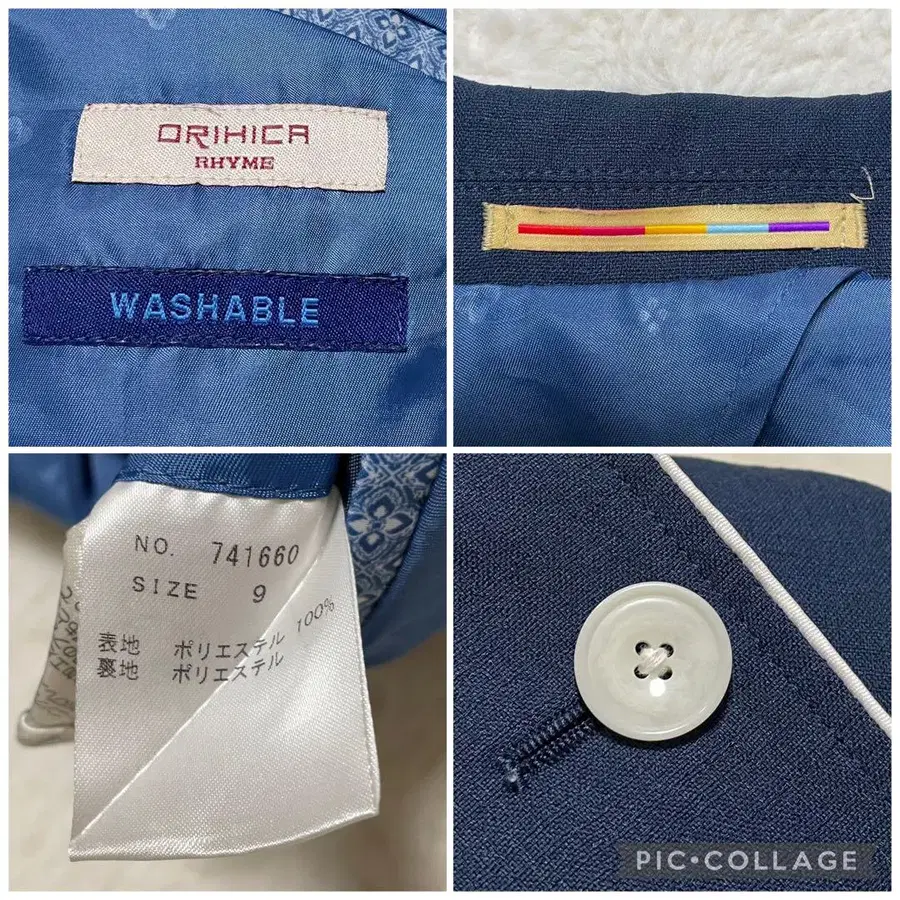 ORIHICA
RHYME
WASHABLE
NO. 741660
SIZE 9
表地 ポリエステル 100%
裏地 ポリエステル
PIC•COLLAGE